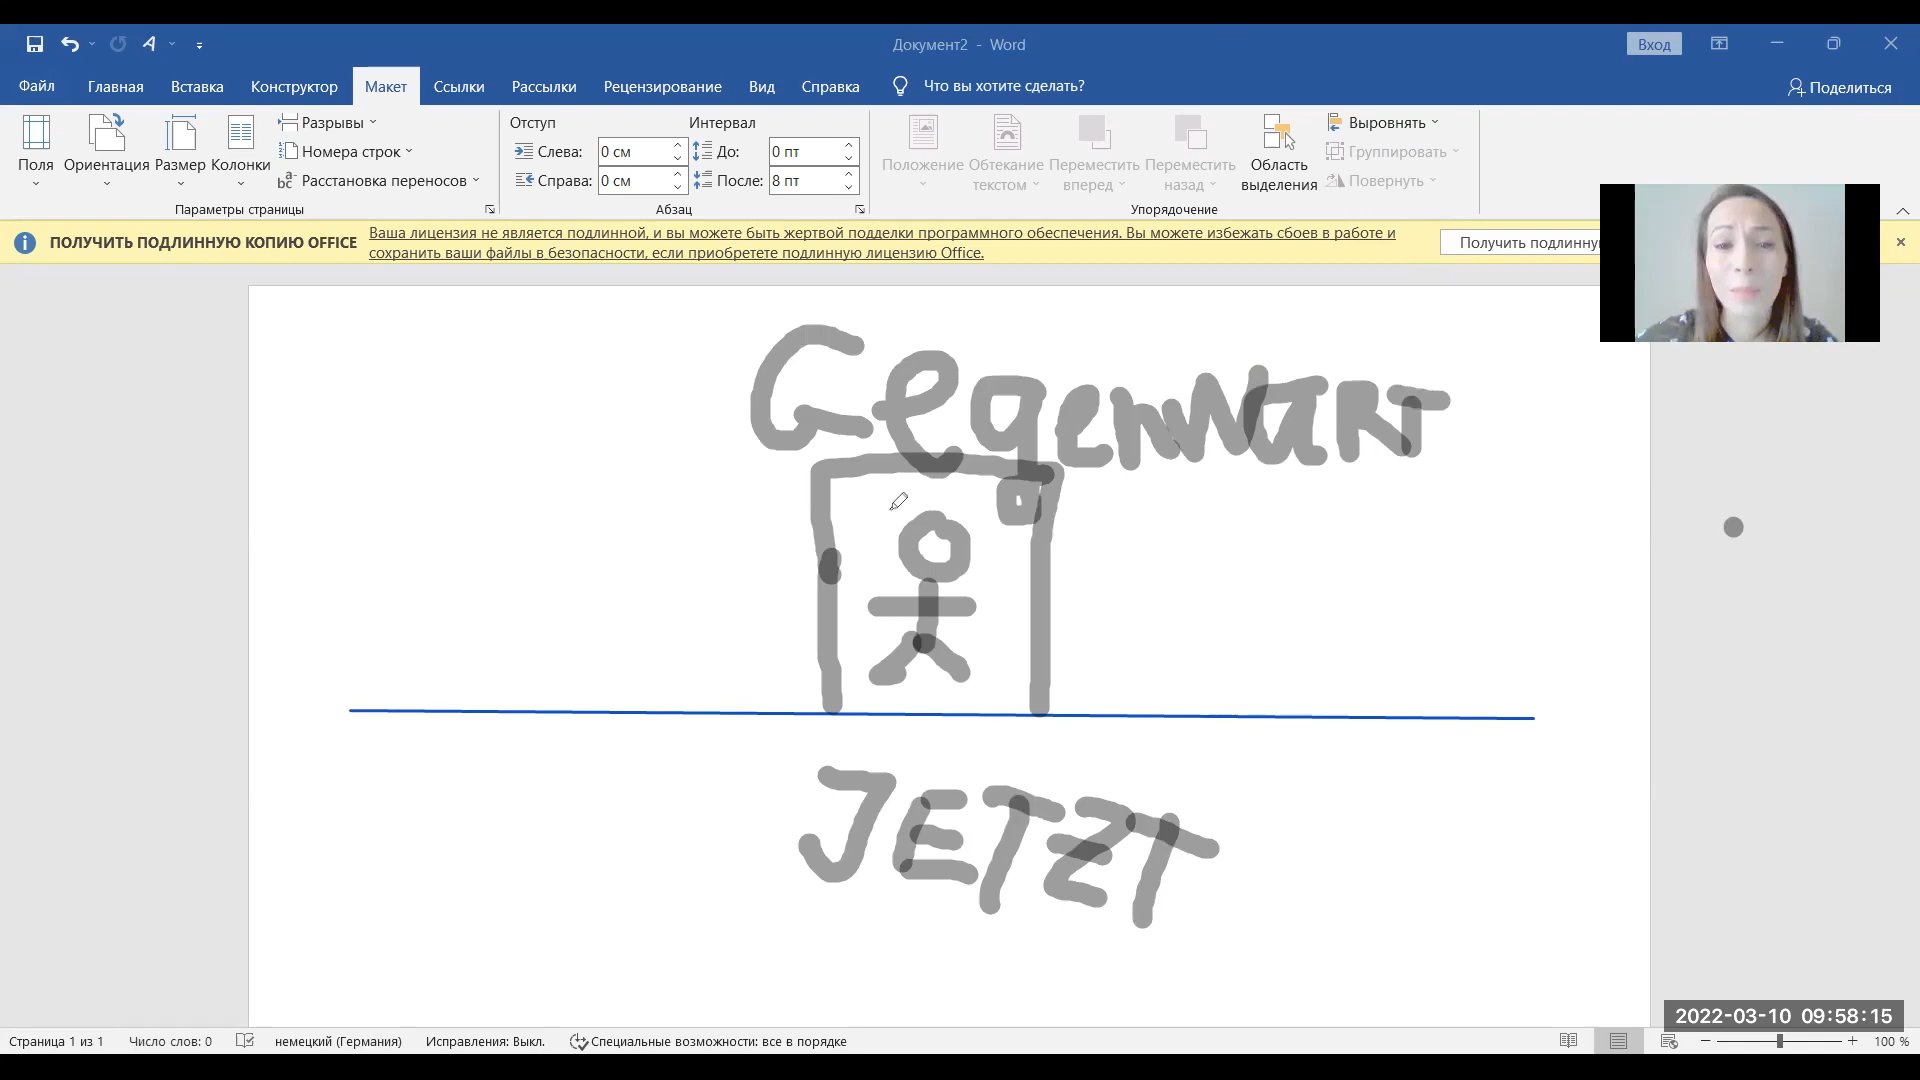 Документ2 - Word
Вход
Файл Главная Вставка Конструктор Макет Ссылки Рассылки Рецензирование Вид Справка Что вы хотите сделать? Поделиться
Поля
Ориентация
Размер
Колонки
Разрывы
Номера строк
Расстановка переносов
Параметры страницы
Отступ
Слева: 0 см
Справа: 0 см
Интервал
До: 0 пт
После: 8 пт
Абзац
Положение
Обтекание текстом
Переместить вперед
Переместить назад
Область выделения
Выровнять
Группировать
Повернуть
Упорядочение
ПОЛУЧИТЬ ПОДЛИННУЮ КОПИЮ OFFICE
Ваша лицензия не является подлинной, и вы можете быть жертвой подделки программного обеспечения. Вы можете избежать сбоев в работе и
сохранить ваши файлы в безопасности, если приобретете подлинную лицензию Office.
Получить подлинну
Gegenwart
JETZT
2022-03-10 09:58:15
Страница 1 из 1 Число слов: 0 немецкий (Германия) Исправления: Выкл. Специальные возможности: все в порядке 100 %